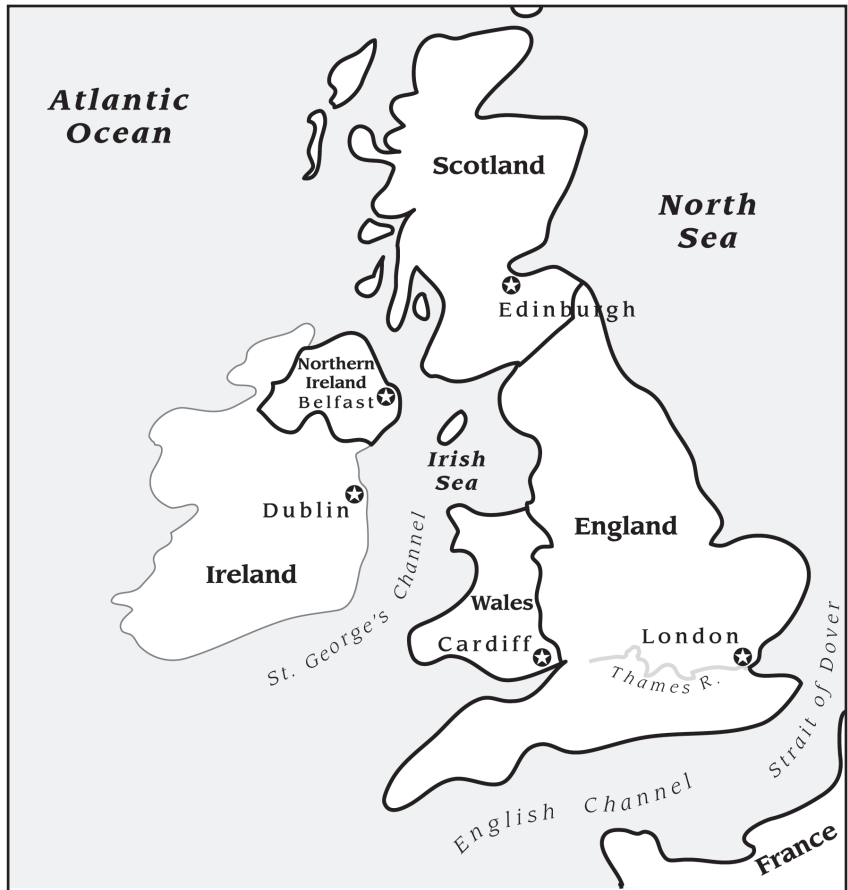 Atlantic
Ocean
Scotland
North
Sea
Edinburgh
Northern
Ireland
Belfast
Irish
Sea
Dublin
England
Ireland
St. George's Channel
Wales
Cardiff
London
Thames R.
Strait of Dover
English Channel
France